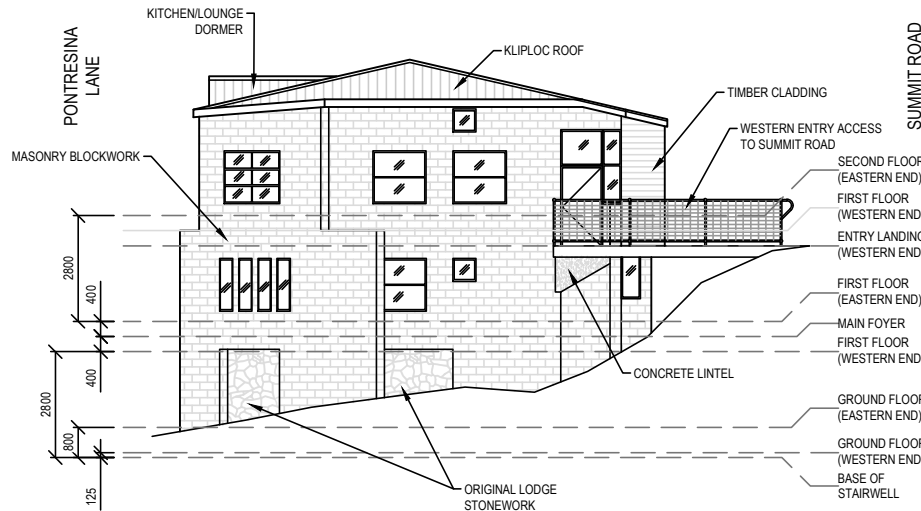 KITCHEN/LOUNGE
DORMER
PONTRESINA
LANE
KLIPLOC ROOF
SUMMIT ROAD
TIMBER CLADDING
WESTERN ENTRY ACCESS
TO SUMMIT ROAD
MASONRY BLOCKWORK
SECOND FLOOR
(EASTERN END)
FIRST FLOOR
(WESTERN END
ENTRY LANDING
(WESTERN END
2800
400
FIRST FLOOR
(EASTERN END)
MAIN FOYER
FIRST FLOOR
(WESTERN END
400
2800
CONCRETE LINTEL
GROUND FLOOR
(EASTERN END)
800
GROUND FLOOR
(WESTERN END
BASE OF
STAIRWELL
125
ORIGINAL LODGE
STONEWORK